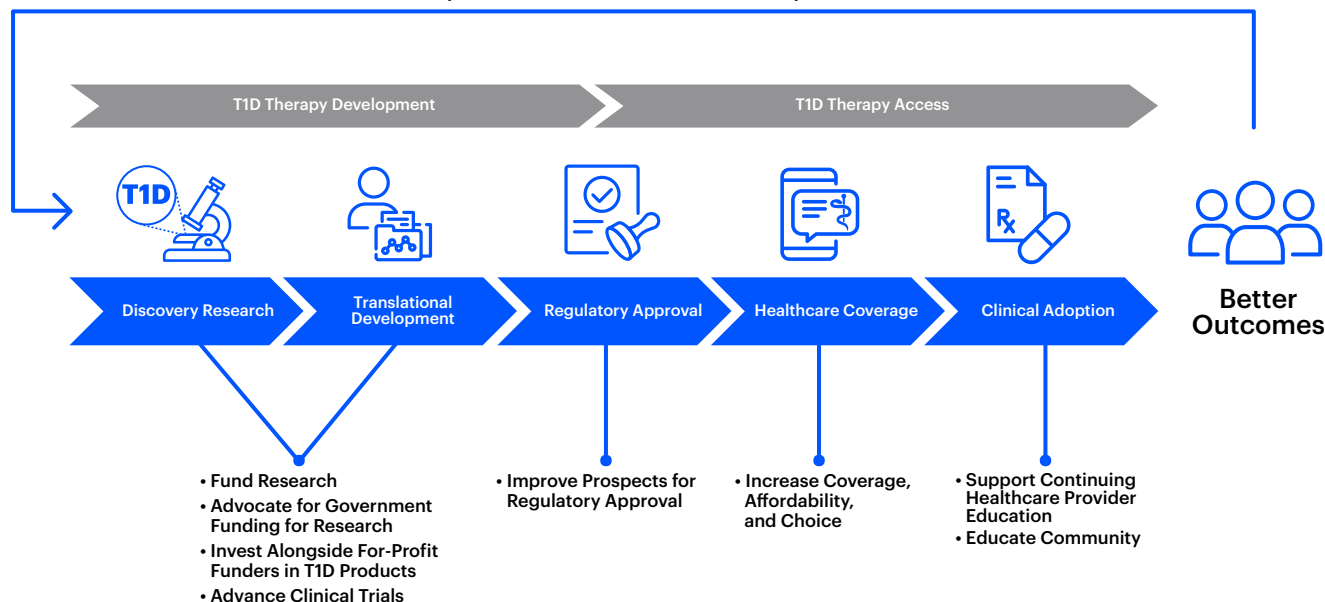 T1D Therapy Development
T1D Therapy Access
T1D
Rx
Discovery Research
Translational
Development
Regulatory Approval
Healthcare Coverage
Clinical Adoption
Better
Outcomes
• Fund Research
• Advocate for Government
Funding for Research
• Invest Alongside For-Profit
Funders in T1D Products
• Advance Clinical Trials
• Improve Prospects for
Regulatory Approval
• Increase Coverage,
Affordability,
and Choice
• Support Continuing
Healthcare Provider
Education
• Educate Community